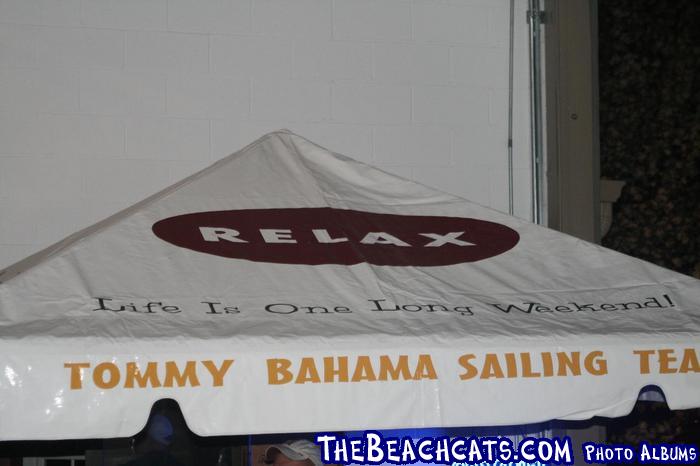 RELAX
Life Is One Long Weekend!
TOMMY BAHAMA SAILING TEA
THEBEACHCATS.COM PHOTO ALBUMS